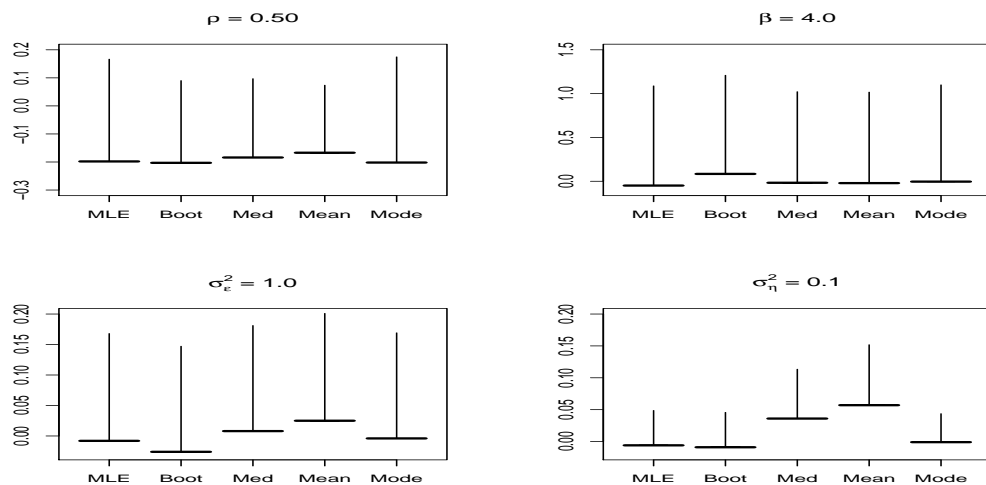 ρ = 0.50
0.2
0.1
0.0
−0.1
−0.3
MLE Boot Med Mean Mode
β = 4.0
1.5
1.0
0.5
0.0
MLE Boot Med Mean Mode
σ²ε = 1.0
0.20
0.15
0.10
0.05
0.00
MLE Boot Med Mean Mode
σ²η = 0.1
0.20
0.15
0.10
0.05
0.00
MLE Boot Med Mean Mode